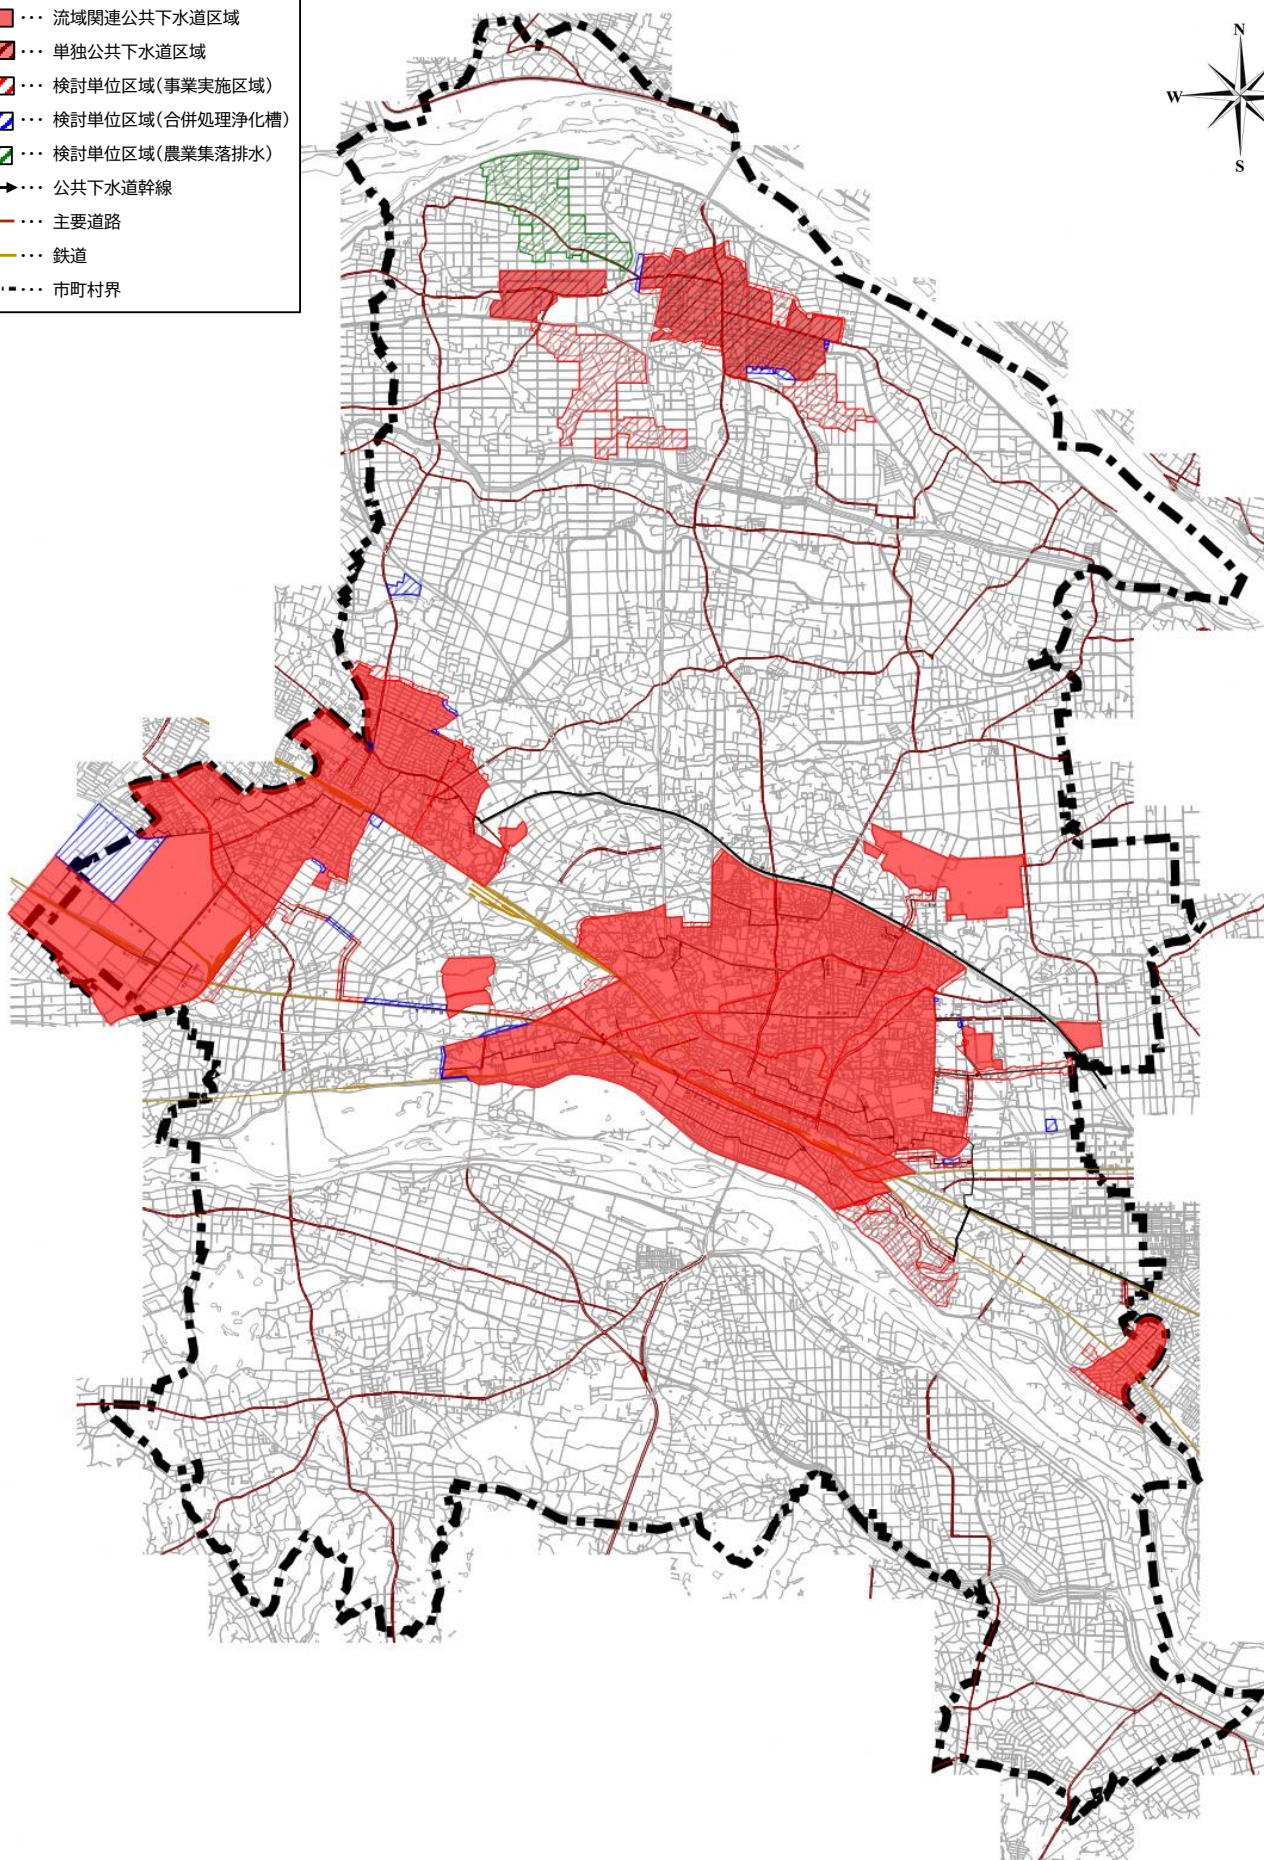 … 流域関連公共下水道区域
… 単独公共下水道区域
… 検討単位区域(事業実施区域)
… 検討単位区域(合併処理浄化槽)
… 検討単位区域(農業集落排水)
… 公共下水道幹線
… 主要道路
… 鉄道
… 市町村界
N
W
S